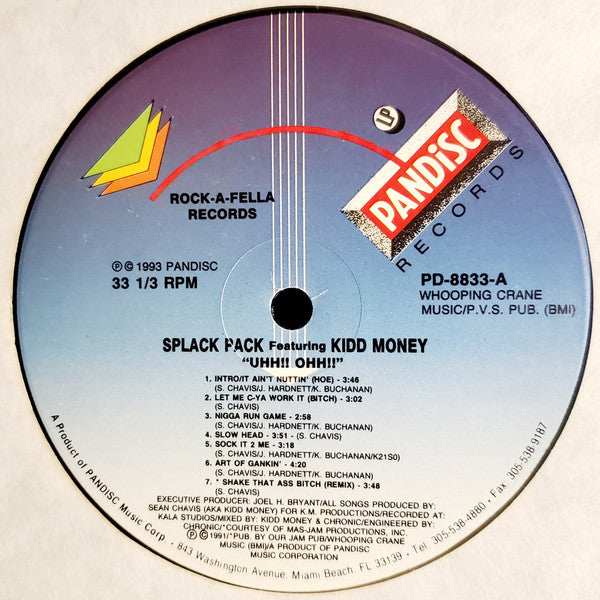 LP
PANDISC
RECORDS
ROCK-A-FELLA
RECORDS
℗ © 1993 PANDISC
33 1/3 RPM
PD-8833-A
WHOOPING CRANE
MUSIC/P.V.S. PUB. (BMI)
SPLACK PACK Featuring KIDD MONEY
"UHH!! OHH!!"
1. INTRO/IT AIN'T NUTTIN' (HOE) - 3:46
(S. CHAVIS/J. HARDNETT/K. BUCHANAN)
2. LET ME C-YA WORK IT (BITCH) - 3:02
(S. CHAVIS)
3. NIGGA RUN GAME - 2:58
(S. CHAVIS/J.HARDNETT/K. BUCHANAN)
4. SLOW HEAD - 3:51 - (S. CHAVIS)
5. SOCK IT 2 ME - 3:18
(S. CHAVIS/J.HARDNETT/K. BUCHANAN/K21S0)
6. ART OF GANKIN' - 4:20
(S. CHAVIS/J. HARDNETT/K. BUCHANAN)
7. * SHAKE THAT ASS BITCH (REMIX) - 3:48
(S. CHAVIS)
EXECUTIVE PRODUCER: JOEL H. BRYANT/ALL SONGS PRODUCED BY:
SEAN CHAVIS (AKA KIDD MONEY) FOR K.M. PRODUCTIONS/RECORDED AT:
KALA STUDIOS/MIXED BY: KIDD MONEY & CHRONIC/ENGINEERED BY:
CHRONIC/*COURTESY OF MAS-JAM PRODUCTIONS, INC.
℗ ©1991/*PUB. BY OUR JAM PUB/WHOOPING CRANE
MUSIC (BMI)/A PRODUCT OF PANDISC
MUSIC CORPORATION
A Product of PANDISC Music Corp. • 843 Washington Avenue, Miami Beach, FL 33139 • Tel. 305-538-4880 • Fax. 305-538-9187